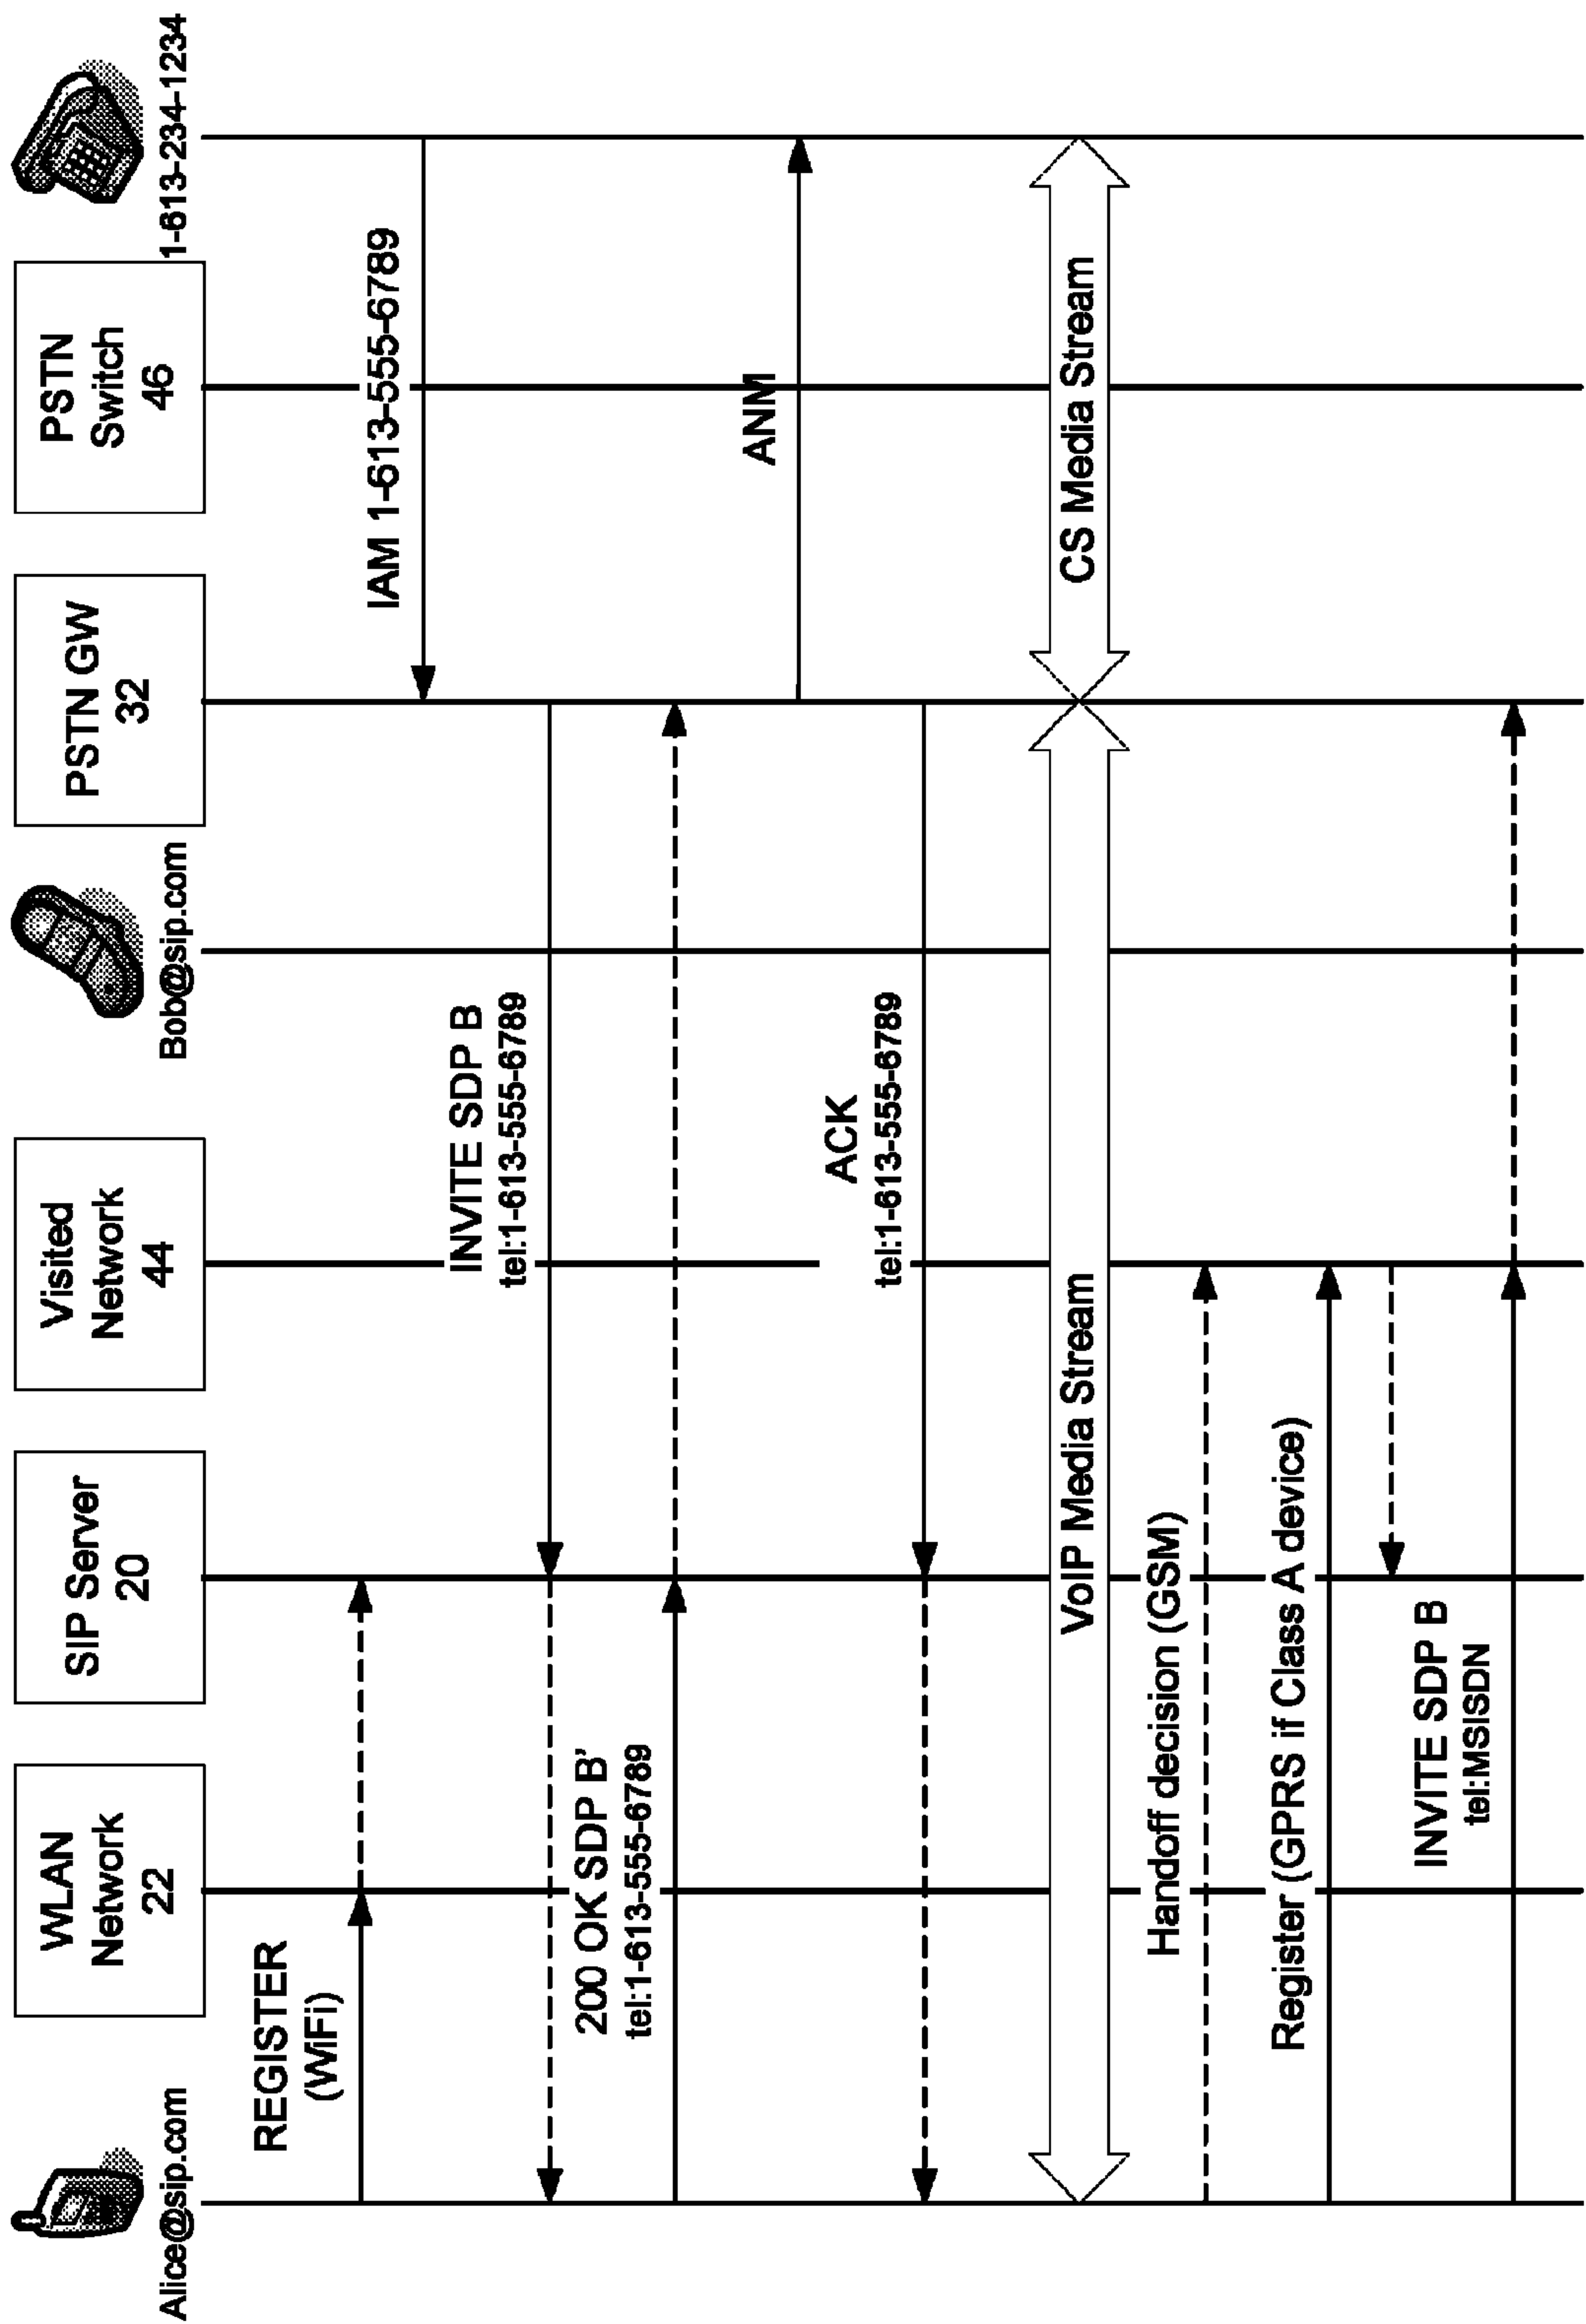 Alice@sip.com
WLAN
Network
22
SIP Server
20
Visited
Network
44
Bob@sip.com
PSTN GW
32
PSTN
Switch
46
1-613-234-1234
REGISTER
(WiFi)
IAM 1-613-555-6789
INVITE SDP B
tel:1-613-555-6789
200 OK SDP B'
tel:1-613-555-6789
ANM
ACK
tel:1-613-555-6789
VoIP Media Stream
CS Media Stream
Handoff decision (GSM)
Register (GPRS if Class A device)
INVITE SDP B
tel:MSISDN